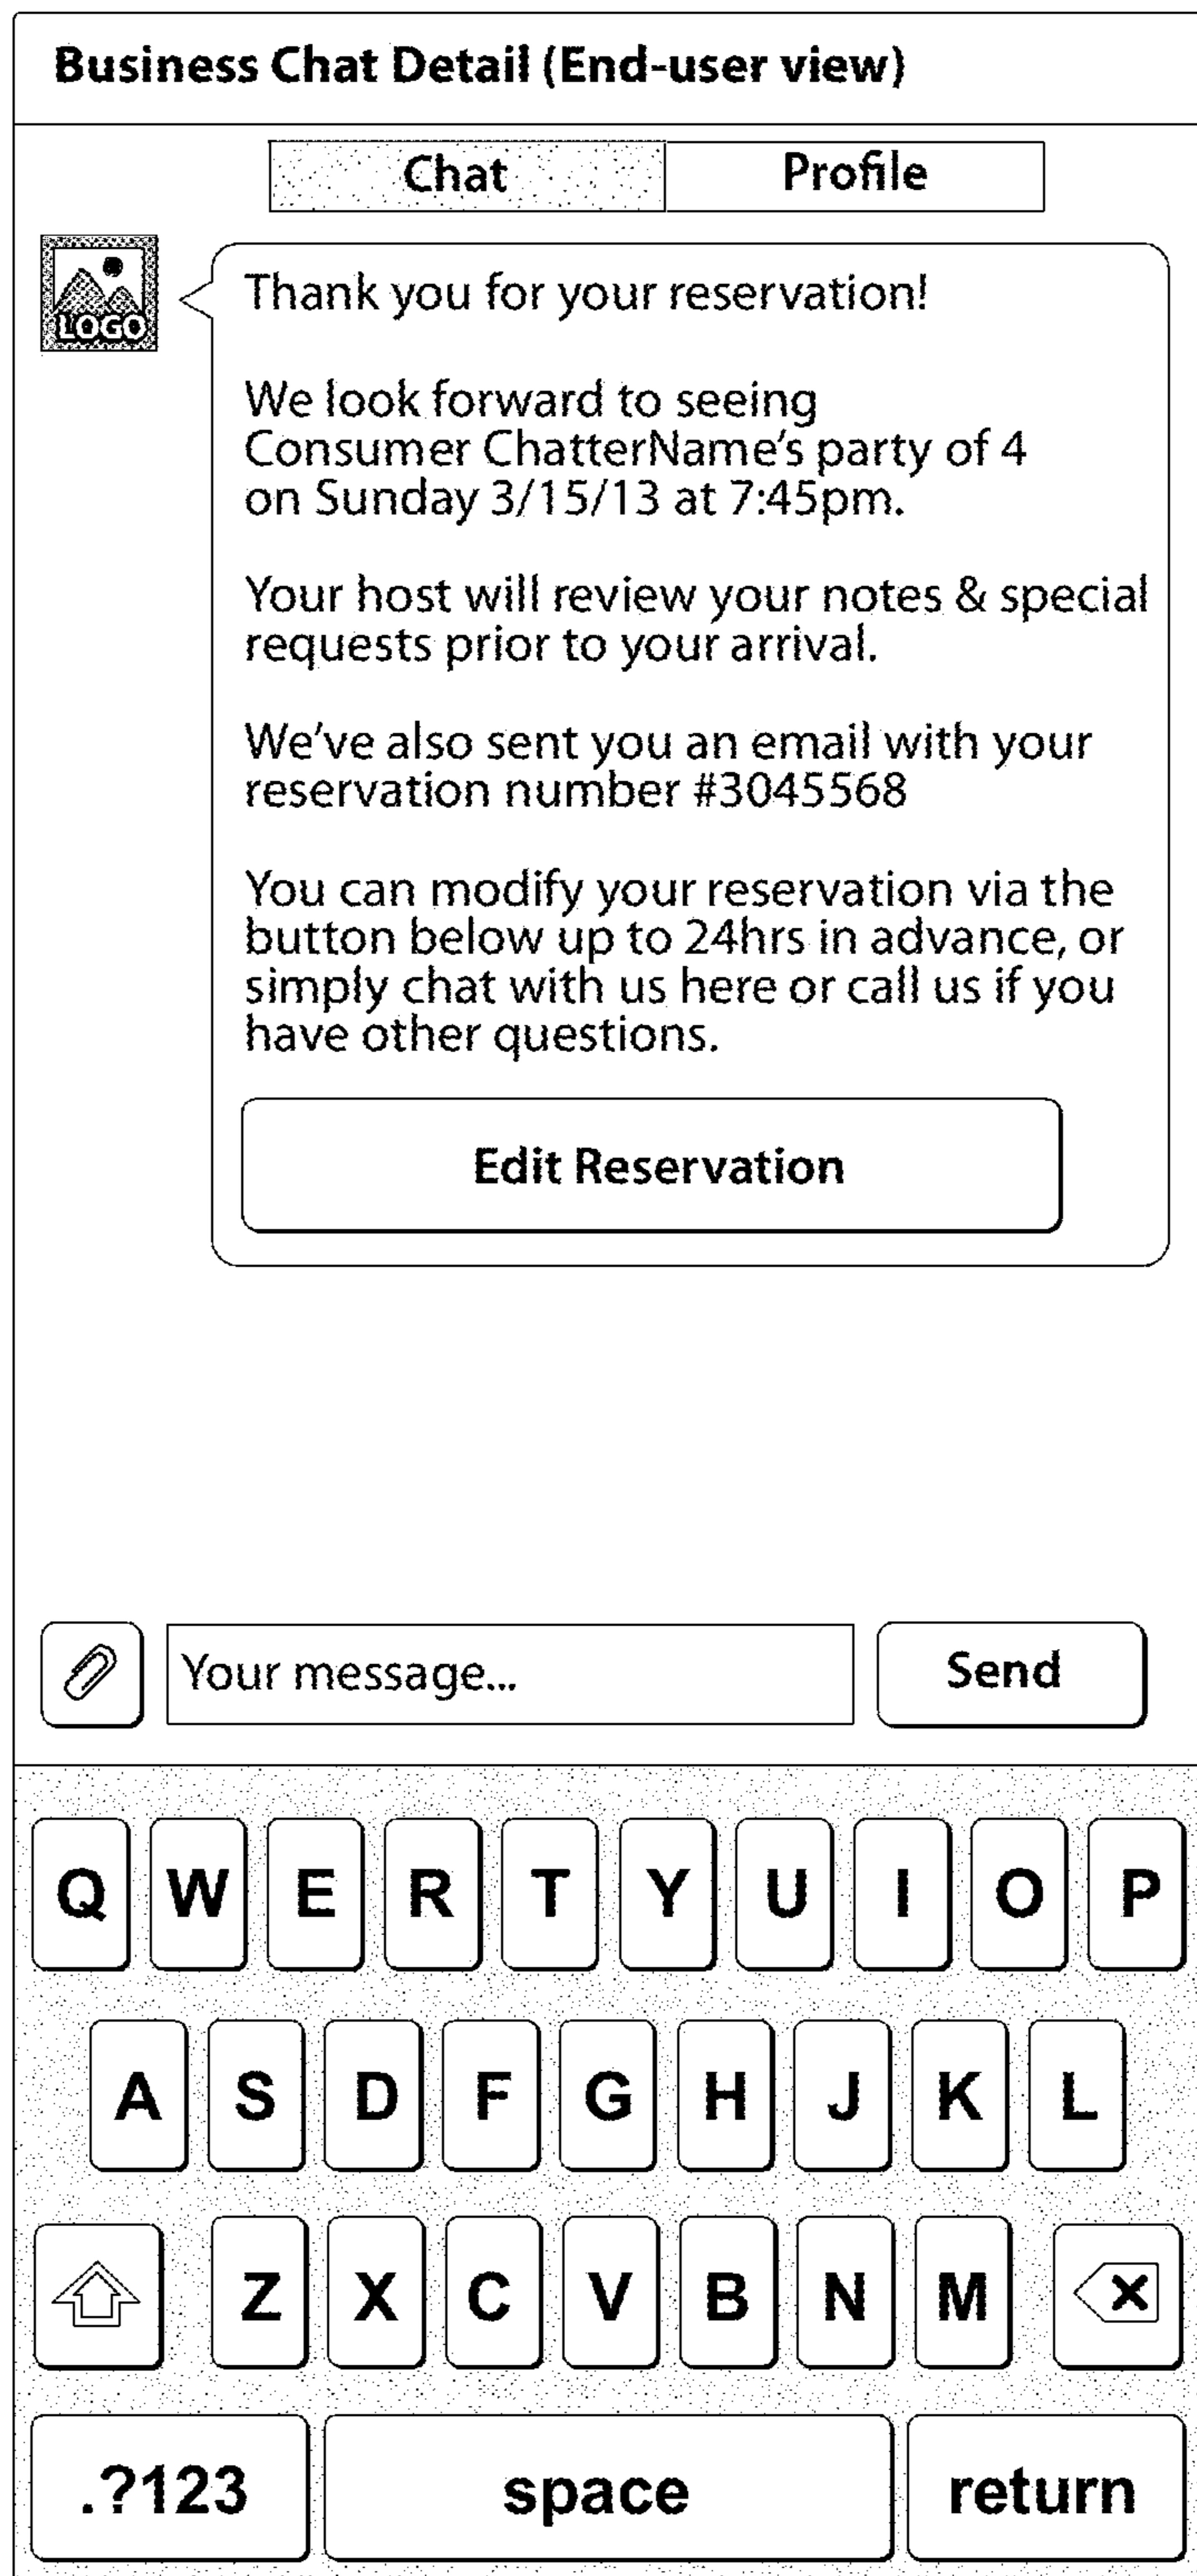 Business Chat Detail (End-user view)
Chat Profile
LOGO
Thank you for your reservation!
We look forward to seeing
Consumer ChatterName's party of 4
on Sunday 3/15/13 at 7:45pm.
Your host will review your notes & special
requests prior to your arrival.
We've also sent you an email with your
reservation number #3045568
You can modify your reservation via the
button below up to 24hrs in advance, or
simply chat with us here or call us if you
have other questions.
Edit Reservation
Your message... Send
Q W E R T Y U I O P
A S D F G H J K L
Z X C V B N M
.?123 space return